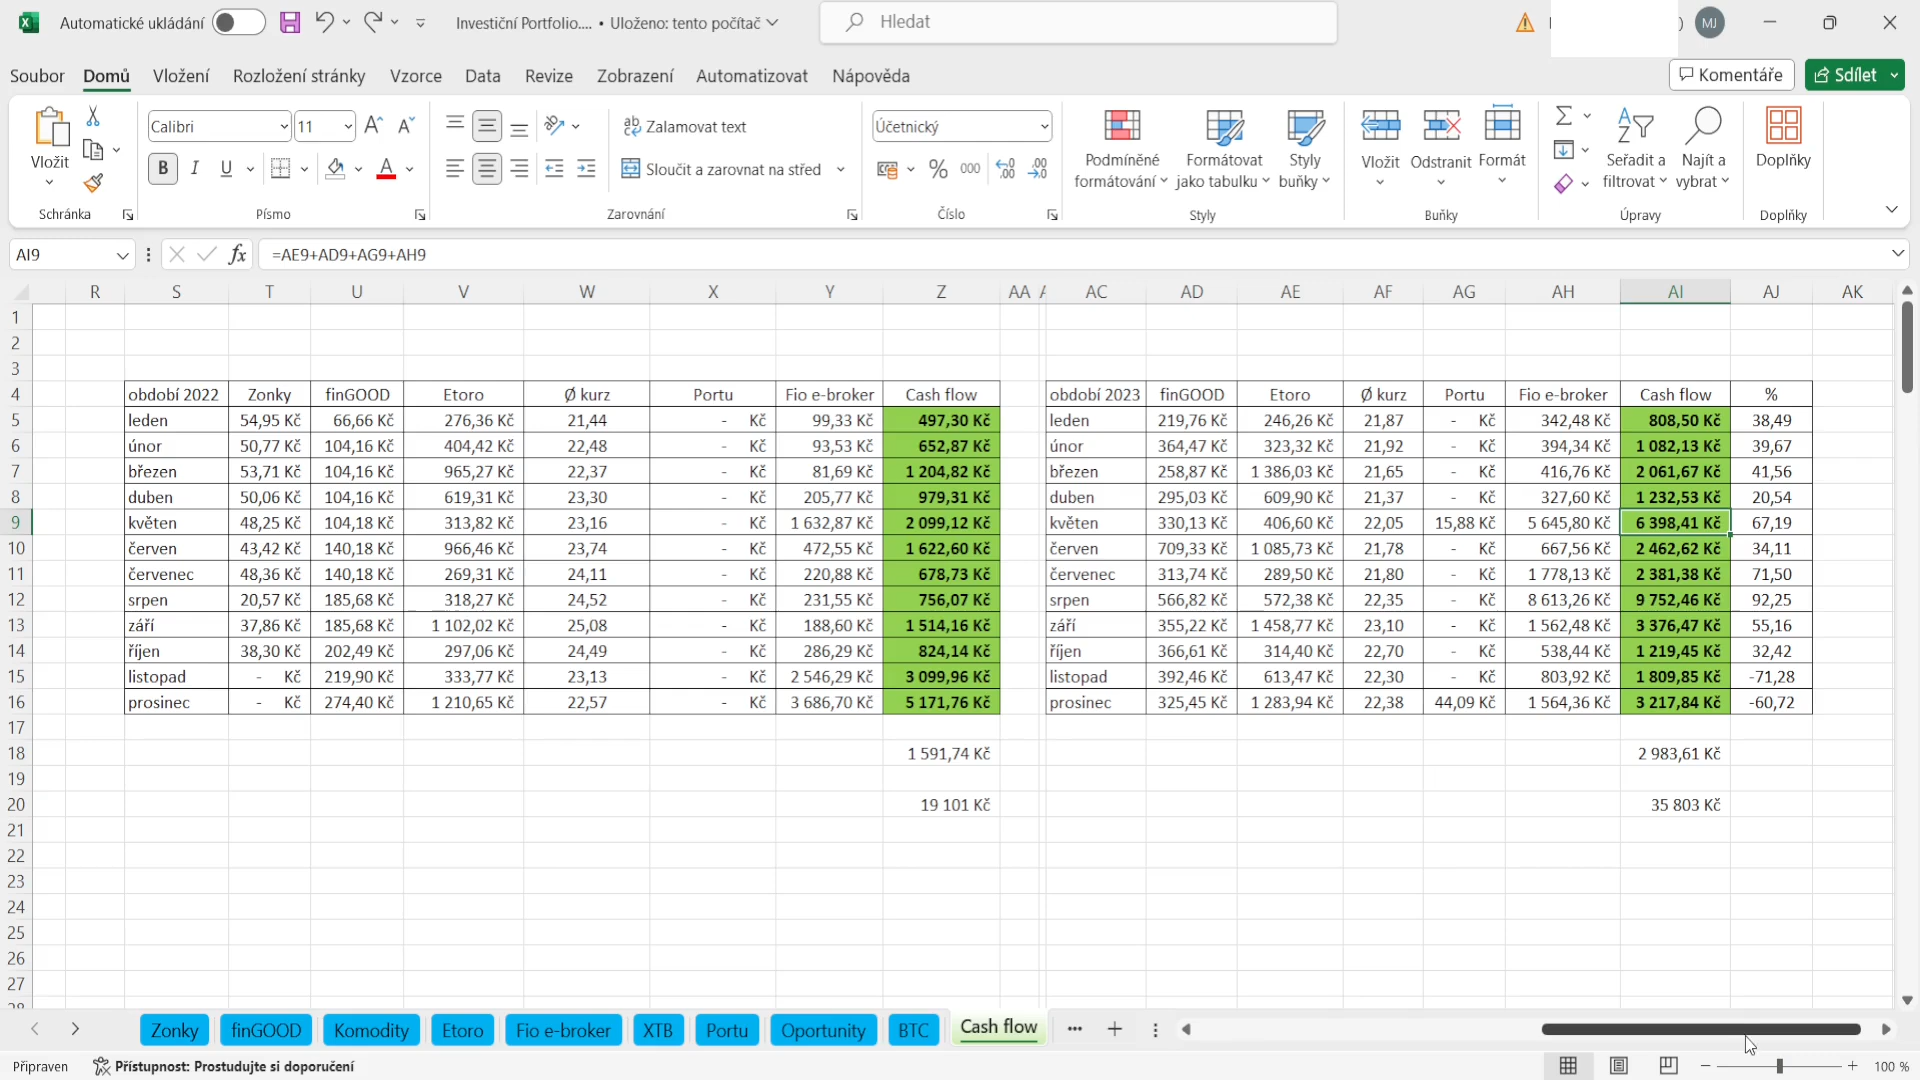 Automatické ukládání Investiční Portfolio.... • Uloženo: tento počítač Hledat MJ
Soubor Domů Vložení Rozložení stránky Vzorce Data Revize Zobrazení Automatizovat Nápověda Komentáře Sdílet
Calibri 11 Zalamovat text Účetnický
Vložit B I U A Sloučit a zarovnat na střed % 000 Podmíněné formátování Formátovat jako tabulku Styly buňky Vložit Odstranit Formát Seřadit a filtrovat Najít a vybrat Doplňky
Schránka Písmo Zarovnání Číslo Styly Buňky Úpravy Doplňky
AI9 fx =AE9+AD9+AG9+AH9
R S T U V W X Y Z AA AC AD AE AF AG AH AI AJ AK
1
2
3
4 období 2022 Zonky finGOOD Etoro Ø kurz Portu Fio e-broker Cash flow období 2023 finGOOD Etoro Ø kurz Portu Fio e-broker Cash flow %
5 leden 54,95 Kč 66,66 Kč 276,36 Kč 21,44 - Kč 99,33 Kč 497,30 Kč leden 219,76 Kč 246,26 Kč 21,87 - Kč 342,48 Kč 808,50 Kč 38,49
6 únor 50,77 Kč 104,16 Kč 404,42 Kč 22,48 - Kč 93,53 Kč 652,87 Kč únor 364,47 Kč 323,32 Kč 21,92 - Kč 394,34 Kč 1 082,13 Kč 39,67
7 březen 53,71 Kč 104,16 Kč 965,27 Kč 22,37 - Kč 81,69 Kč 1 204,82 Kč březen 258,87 Kč 1 386,03 Kč 21,65 - Kč 416,76 Kč 2 061,67 Kč 41,56
8 duben 50,06 Kč 104,16 Kč 619,31 Kč 23,30 - Kč 205,77 Kč 979,31 Kč duben 295,03 Kč 609,90 Kč 21,37 - Kč 327,60 Kč 1 232,53 Kč 20,54
9 květen 48,25 Kč 104,18 Kč 313,82 Kč 23,16 - Kč 1 632,87 Kč 2 099,12 Kč květen 330,13 Kč 406,60 Kč 22,05 15,88 Kč 5 645,80 Kč 6 398,41 Kč 67,19
10 červen 43,42 Kč 140,18 Kč 966,46 Kč 23,74 - Kč 472,55 Kč 1 622,60 Kč červen 709,33 Kč 1 085,73 Kč 21,78 - Kč 667,56 Kč 2 462,62 Kč 34,11
11 červenec 48,36 Kč 140,18 Kč 269,31 Kč 24,11 - Kč 220,88 Kč 678,73 Kč červenec 313,74 Kč 289,50 Kč 21,80 - Kč 1 778,13 Kč 2 381,38 Kč 71,50
12 srpen 20,57 Kč 185,68 Kč 318,27 Kč 24,52 - Kč 231,55 Kč 756,07 Kč srpen 566,82 Kč 572,38 Kč 22,35 - Kč 8 613,26 Kč 9 752,46 Kč 92,25
13 září 37,86 Kč 185,68 Kč 1 102,02 Kč 25,08 - Kč 188,60 Kč 1 514,16 Kč září 355,22 Kč 1 458,77 Kč 23,10 - Kč 1 562,48 Kč 3 376,47 Kč 55,16
14 říjen 38,30 Kč 202,49 Kč 297,06 Kč 24,49 - Kč 286,29 Kč 824,14 Kč říjen 366,61 Kč 314,40 Kč 22,70 - Kč 538,44 Kč 1 219,45 Kč 32,42
15 listopad - Kč 219,90 Kč 333,77 Kč 23,13 - Kč 2 546,29 Kč 3 099,96 Kč listopad 392,46 Kč 613,47 Kč 22,30 - Kč 803,92 Kč 1 809,85 Kč -71,28
16 prosinec - Kč 274,40 Kč 1 210,65 Kč 22,57 - Kč 3 686,70 Kč 5 171,76 Kč prosinec 325,45 Kč 1 283,94 Kč 22,38 44,09 Kč 1 564,36 Kč 3 217,84 Kč -60,72
17
18 1 591,74 Kč 2 983,61 Kč
19
20 19 101 Kč 35 803 Kč
21
22
23
24
25
26
27
Zonky finGOOD Komodity Etoro Fio e-broker XTB Portu Oportunity BTC Cash flow
Připraven Přístupnost: Prostudujte si doporučení 100 %